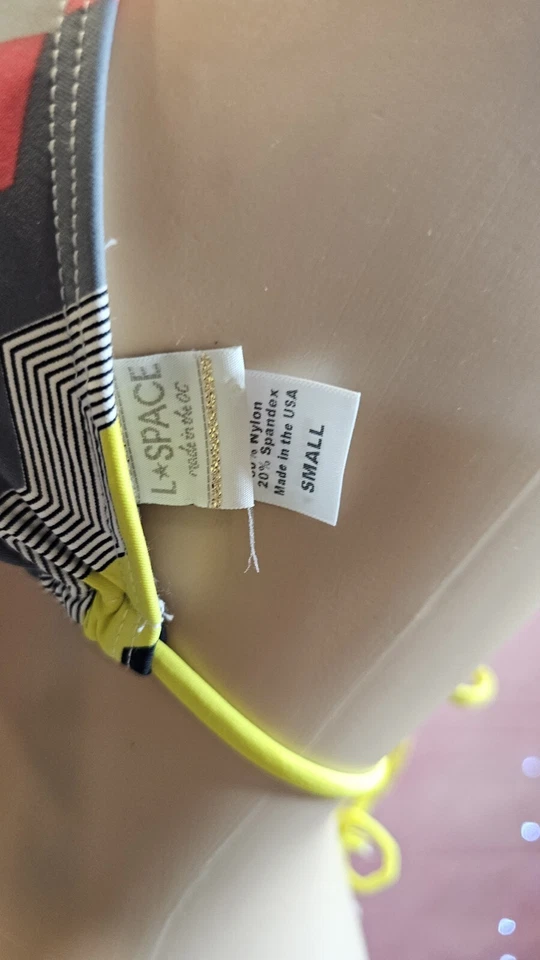 L★SPACE
made in the OC
% Nylon
20% Spandex
Made in the USA
SMALL